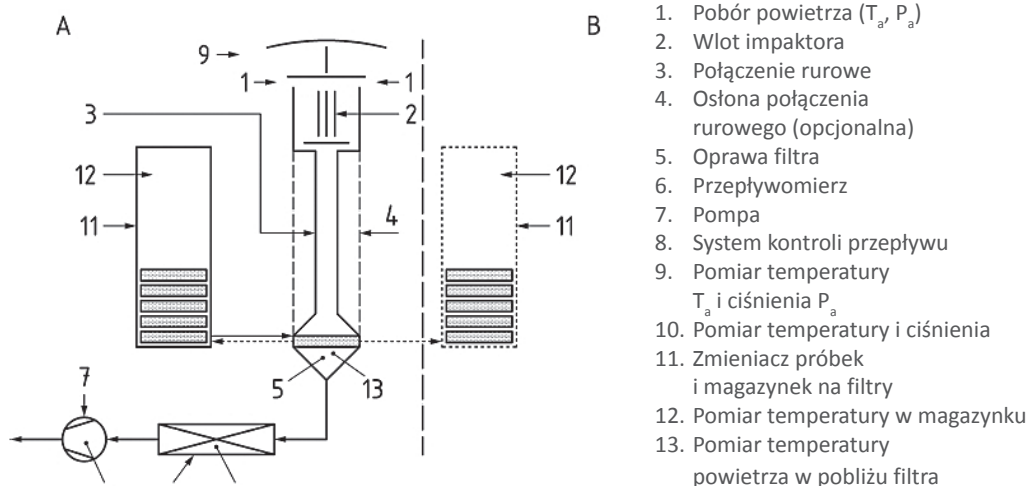 A
B
9
1
1
3
2
12
12
11
4
11
5
13
7
1. Pobór powietrza (Ta, Pa)
2. Wlot impaktora
3. Połączenie rurowe
4. Osłona połączenia
rurowego (opcjonalna)
5. Oprawa filtra
6. Przepływomierz
7. Pompa
8. System kontroli przepływu
9. Pomiar temperatury
Ta i ciśnienia Pa
10. Pomiar temperatury i ciśnienia
11. Zmieniacz próbek
i magazynek na filtry
12. Pomiar temperatury w magazynku
13. Pomiar temperatury
powietrza w pobliżu filtra